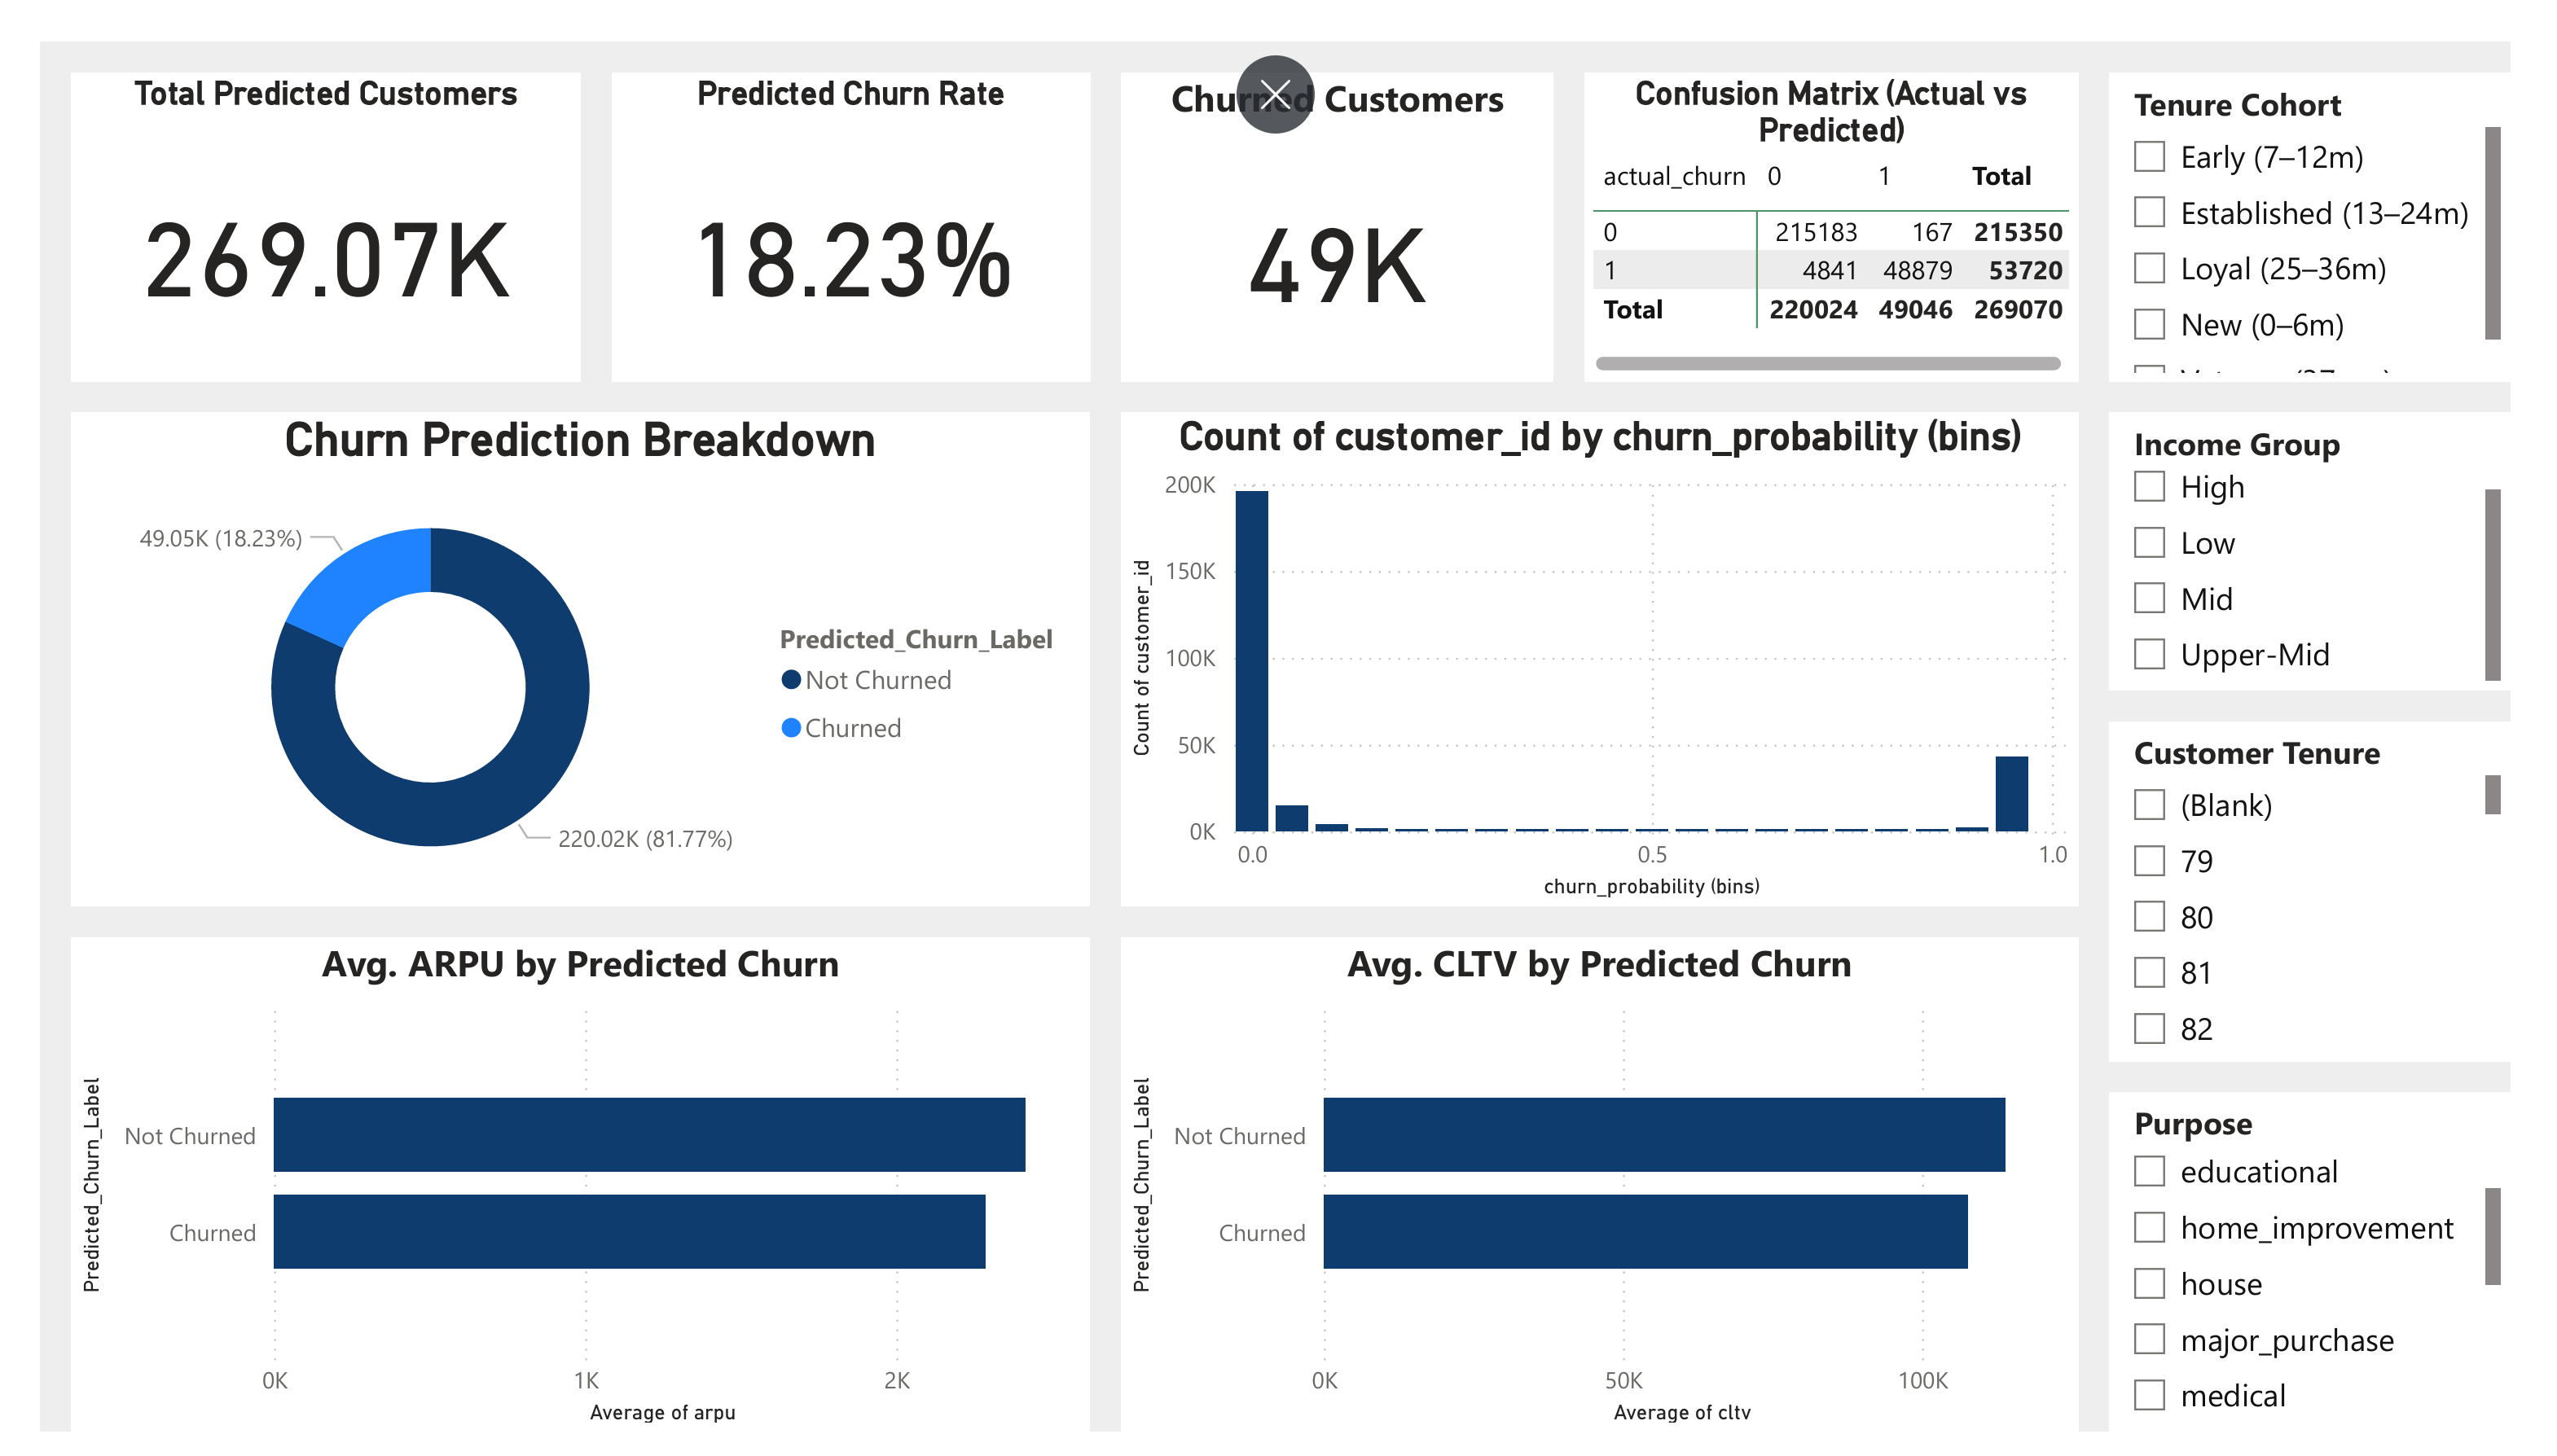 Total Predicted Customers
269.07K
Predicted Churn Rate
18.23%
Customers
49K
Confusion Matrix (Actual vs
Predicted)
actual_churn 0 1 Total
0 215183 167 215350
1 4841 48879 53720
Total 220024 49046 269070
Tenure Cohort
Early (7–12m)
Established (13–24m)
Loyal (25–36m)
New (0–6m)
Churn Prediction Breakdown
49.05K (18.23%)
220.02K (81.77%)
Predicted_Churn_Label
Not Churned
Churned
Count of customer_id by churn_probability (bins)
Count of customer_id
200K
150K
100K
50K
0K
0.0 0.5 1.0
churn_probability (bins)
Income Group
High
Low
Mid
Upper-Mid
Customer Tenure
(Blank)
79
80
81
82
Avg. ARPU by Predicted Churn
Predicted_Churn_Label
Not Churned
Churned
0K 1K 2K
Average of arpu
Avg. CLTV by Predicted Churn
Predicted_Churn_Label
Not Churned
Churned
0K 50K 100K
Average of cltv
Purpose
educational
home_improvement
house
major_purchase
medical